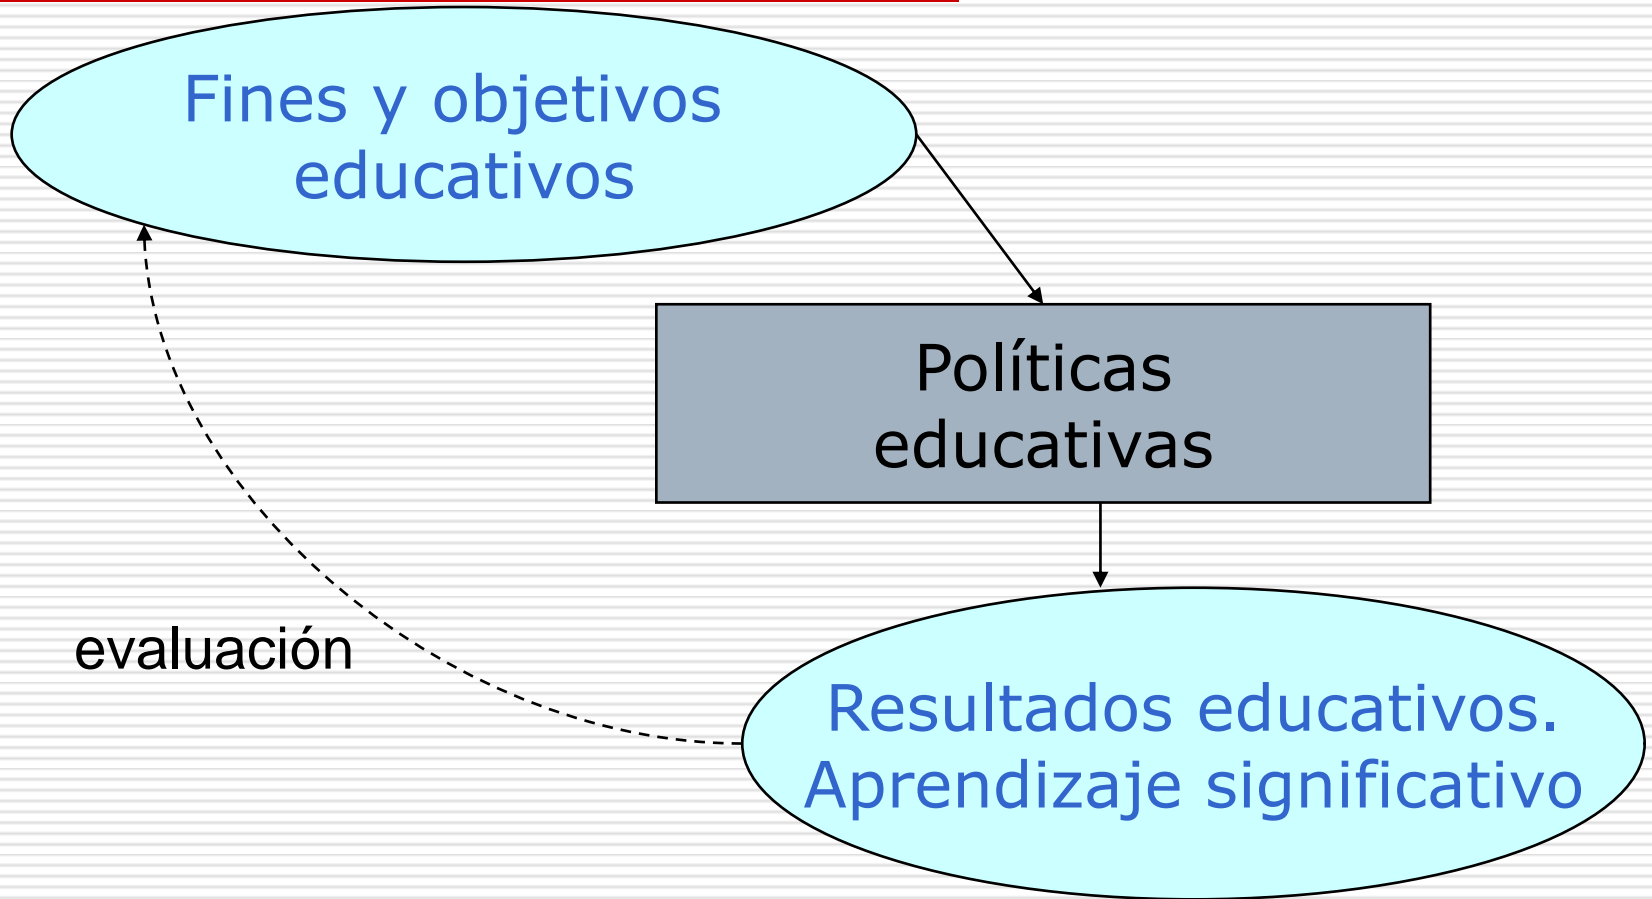 Fines y objetivos
educativos
Políticas
educativas
evaluación
Resultados educativos.
Aprendizaje significativo